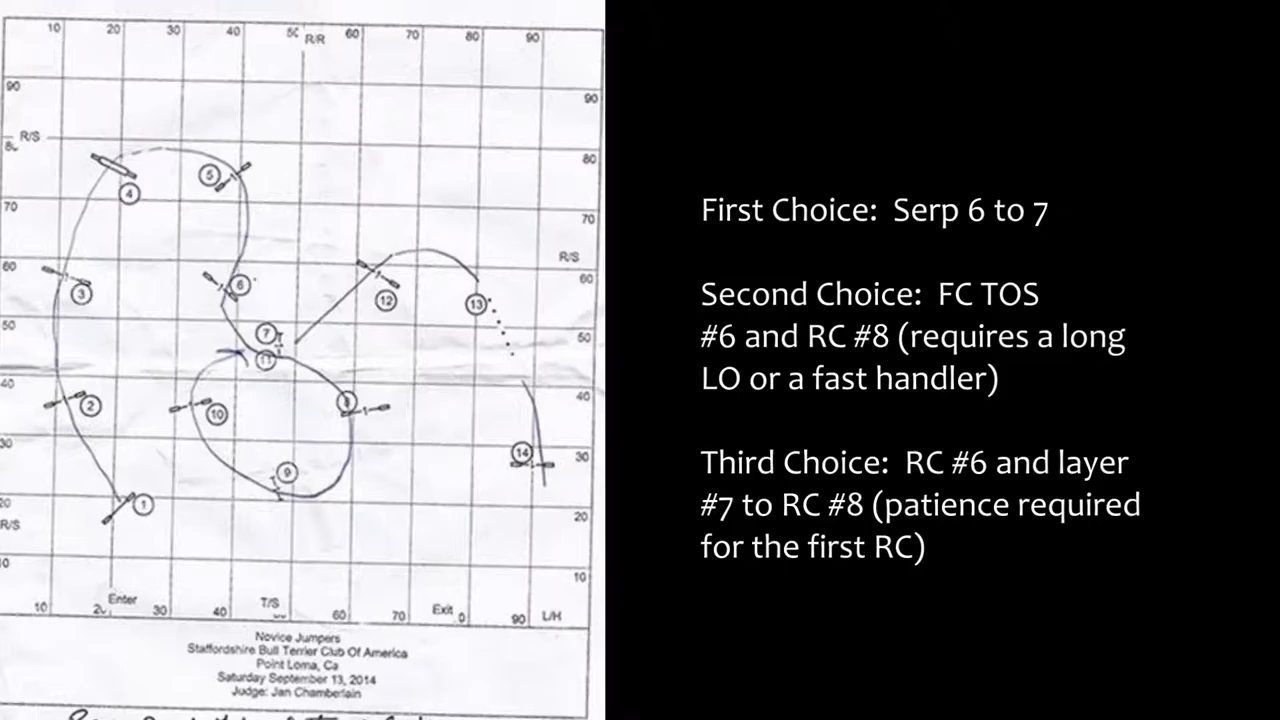 10 20 30 40 R/R 60 70 80 90
90 90
R/S
80
5
4
70 70
R/S
60 60
6
3 12 13
50 7 50
11
40 40
8
2 10
30 14 30
9
1
20 20
R/S
10
Enter T/S Exit
10 30 40 60 70 90 L/H
Novice Jumpers
Staffordshire Bull Terrier Club Of America
Point Loma, Ca
Saturday September 13, 2014
Judge: Jan Chamberlain
First Choice: Serp 6 to 7
Second Choice: FC TOS
#6 and RC #8 (requires a long
LO or a fast handler)
Third Choice: RC #6 and layer
#7 to RC #8 (patience required
for the first RC)